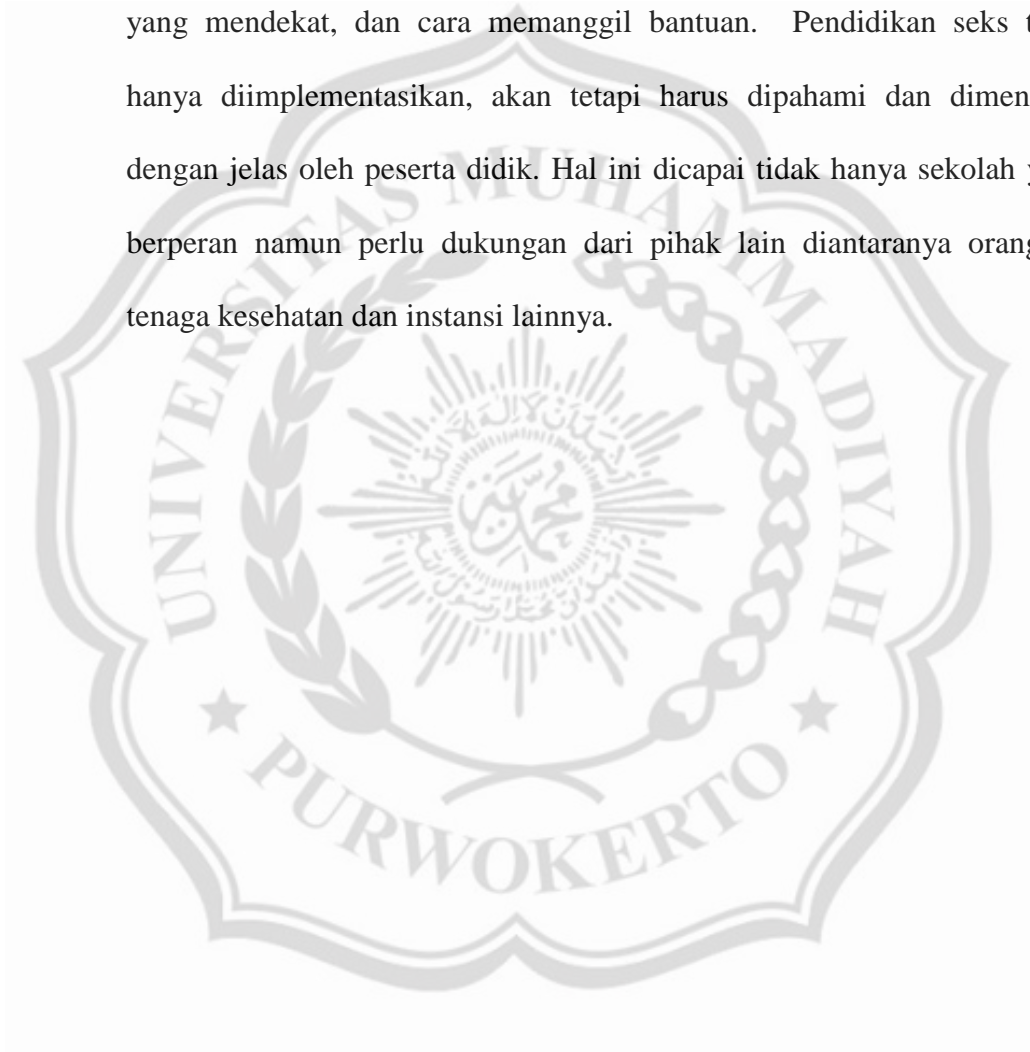 yang mendekat, dan cara memanggil bantuan. Pendidikan seks t
hanya diimplementasikan, akan tetapi harus dipahami dan dimen
dengan jelas oleh peserta didik. Hal ini dicapai tidak hanya sekolah y
berperan namun perlu dukungan dari pihak lain diantaranya orang
tenaga kesehatan dan instansi lainnya.
UNIVERSITAS MUHAMMADIYAH
PURWOKERTO